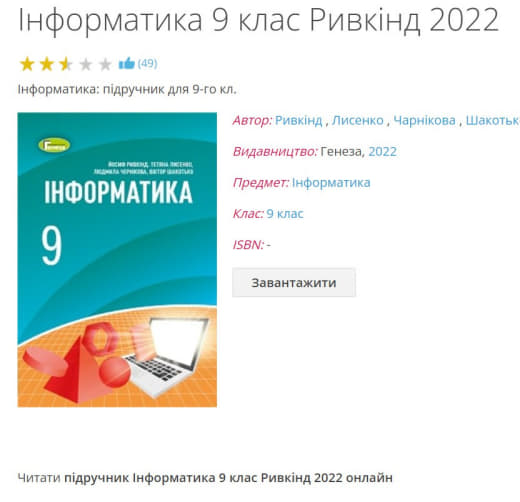 Інформатика 9 клас Ривкінд 2022
(49)
Інформатика: підручник для 9-го кл.
Генеза
ЙОСИФ РИВКІНД, ТЕТЯНА ЛИСЕНКО,
ЛЮДМИЛА ЧЕРНІКОВА, ВІКТОР ШАКОТЬКО
ІНФОРМАТИКА
9
Автор: Ривкінд , Лисенко , Чарнікова , Шакотьк
Видавництво: Генеза, 2022
Предмет: Інформатика
Клас: 9 клас
ISBN: -
Завантажити
Читати підручник Інформатика 9 клас Ривкінд 2022 онлайн